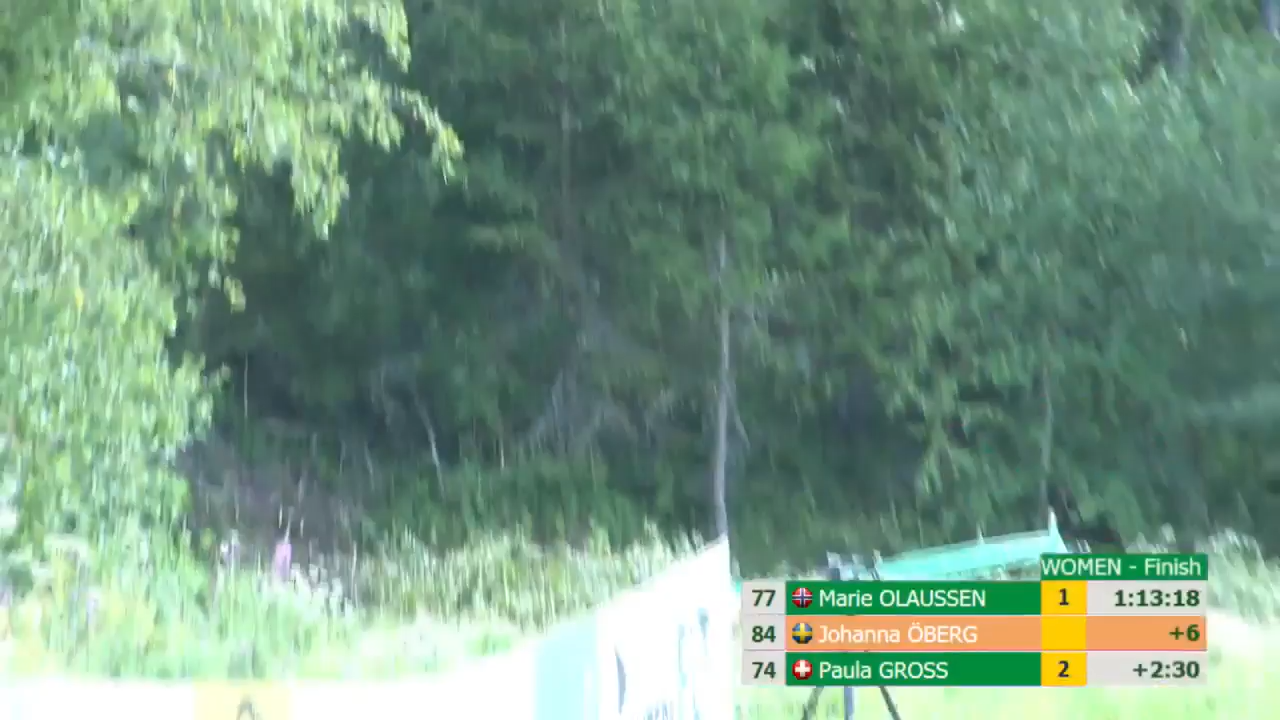 WOMEN - Finish
77 Marie OLAUSSEN 1 1:13:18
84 Johanna ÖBERG +6
74 Paula GROSS 2 +2:30